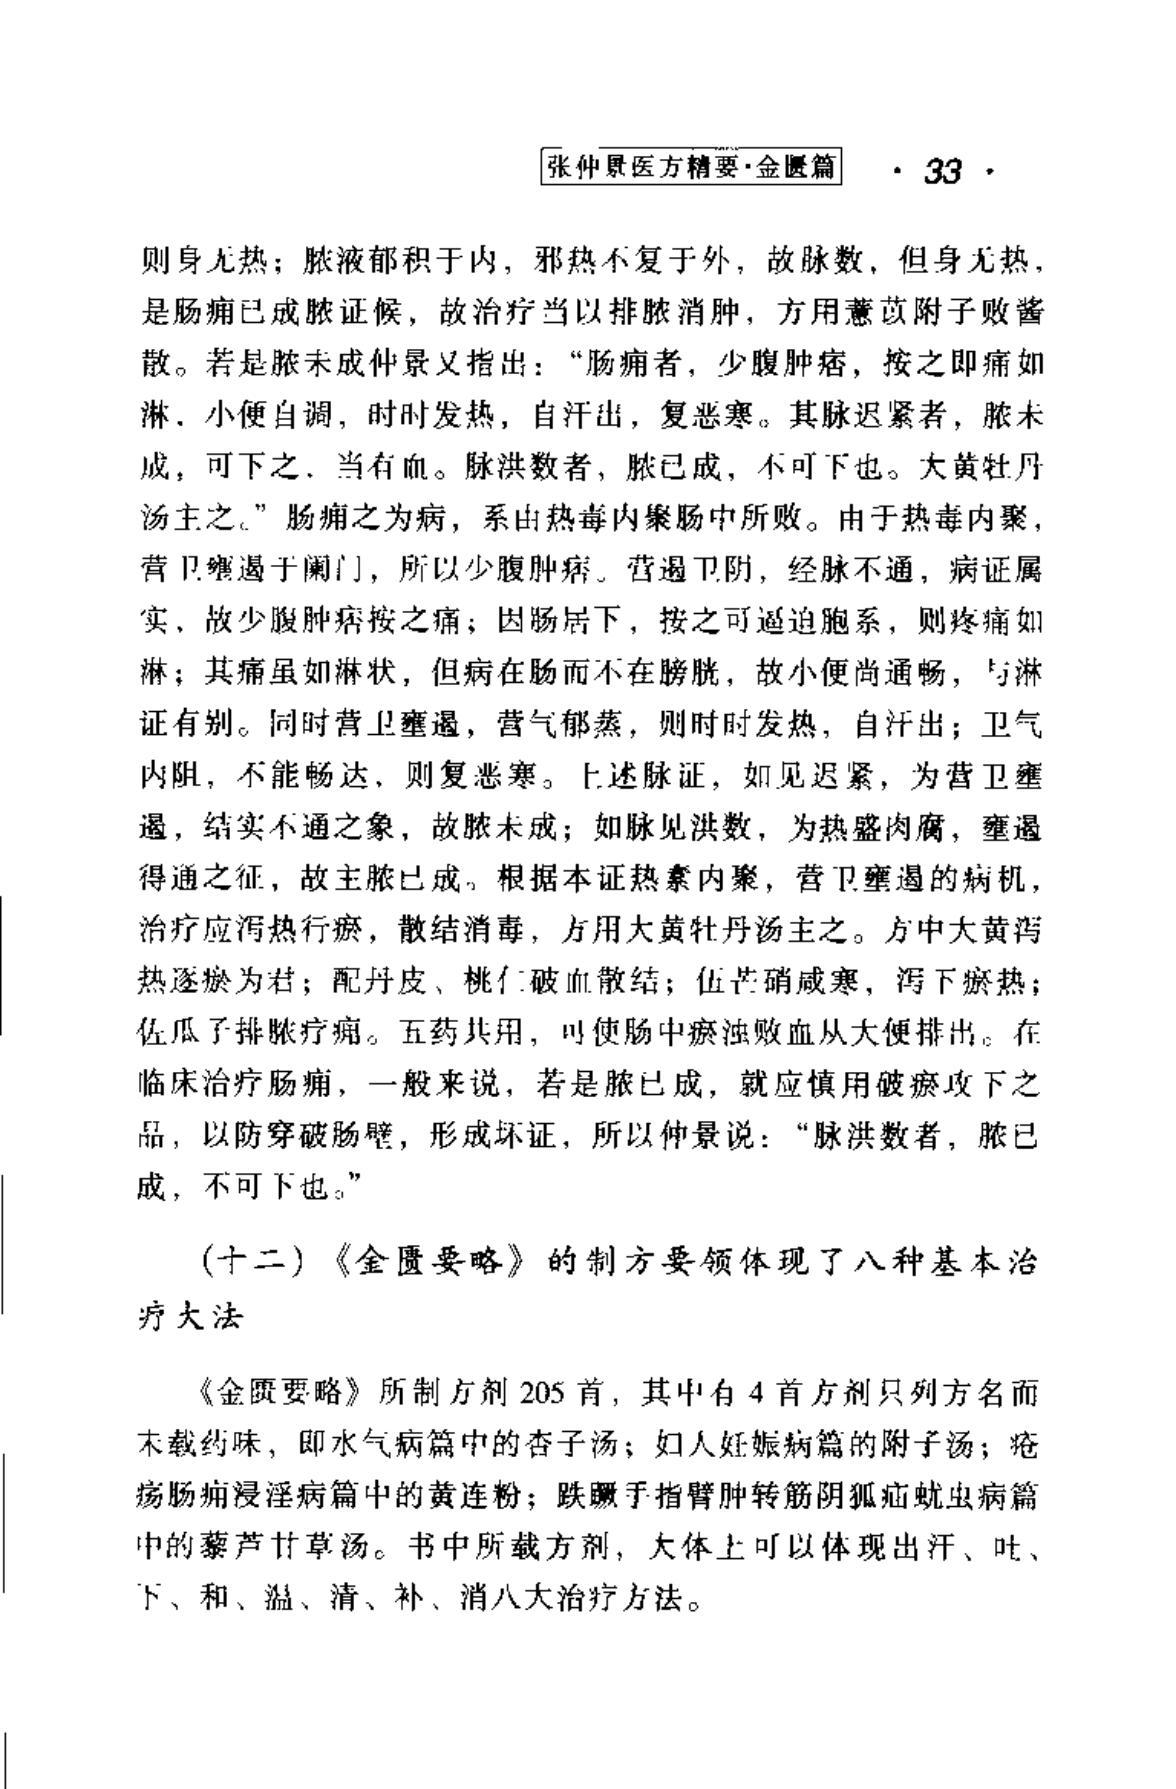 张仲景医方精要·金匮篇 · 33 ·
则身无热；脓液郁积于内，邪热不复于外，故脉数，但身无热，
是肠痈已成脓证候，故治疗当以排脓消肿，方用薏苡附子败酱
散。若是脓未成仲景又指出：“肠痈者，少腹肿痞，按之即痛如
淋，小便自调，时时发热，自汗出，复恶寒。其脉迟紧者，脓未
成，可下之，当有血。脉洪数者，脓已成，不可下也。大黄牡丹
汤主之。”肠痈之为病，系由热毒内聚肠中所败。由于热毒内聚，
营卫壅遏于阑门，所以少腹肿痞。营遏卫阴，经脉不通，病证属
实，故少腹肿痞按之痛；因肠居下，按之可逼迫胞系，则疼痛如
淋；其痛虽如淋状，但病在肠而不在膀胱，故小便尚通畅，与淋
证有别。同时营卫壅遏，营气郁蒸，则时时发热，自汗出；卫气
内阻，不能畅达，则复恶寒。上述脉证，如见迟紧，为营卫壅
遏，结实不通之象，故脓未成；如脉见洪数，为热盛肉腐，壅遏
得通之征，故主脓已成。根据本证热素内聚，营卫壅遏的病机，
治疗应泻热行瘀，散结消毒，方用大黄牡丹汤主之。方中大黄泻
热逐瘀为君；配丹皮、桃仁破血散结；伍芒硝咸寒，泻下瘀热；
佐瓜子排脓疗痈。五药共用，可使肠中瘀浊败血从大便排出。在
临床治疗肠痈，一般来说，若是脓已成，就应慎用破瘀攻下之
品，以防穿破肠壁，形成坏证，所以仲景说：“脉洪数者，脓已
成，不可下也。”
(十二)《金匮要略》的制方要领体现了八种基本治
疗大法
《金匮要略》所制方剂 205 首，其中有 4 首方剂只列方名而
未载药味，即水气病篇中的杏子汤；妇人妊娠病篇的附子汤；疮
疡肠痈浸淫病篇中的黄连粉；趺蹶手指臂肿转筋阴狐疝蚘虫病篇
中的藜芦甘草汤。书中所载方剂，大体上可以体现出汗、吐、
下、和、温、清、补、消八大治疗方法。